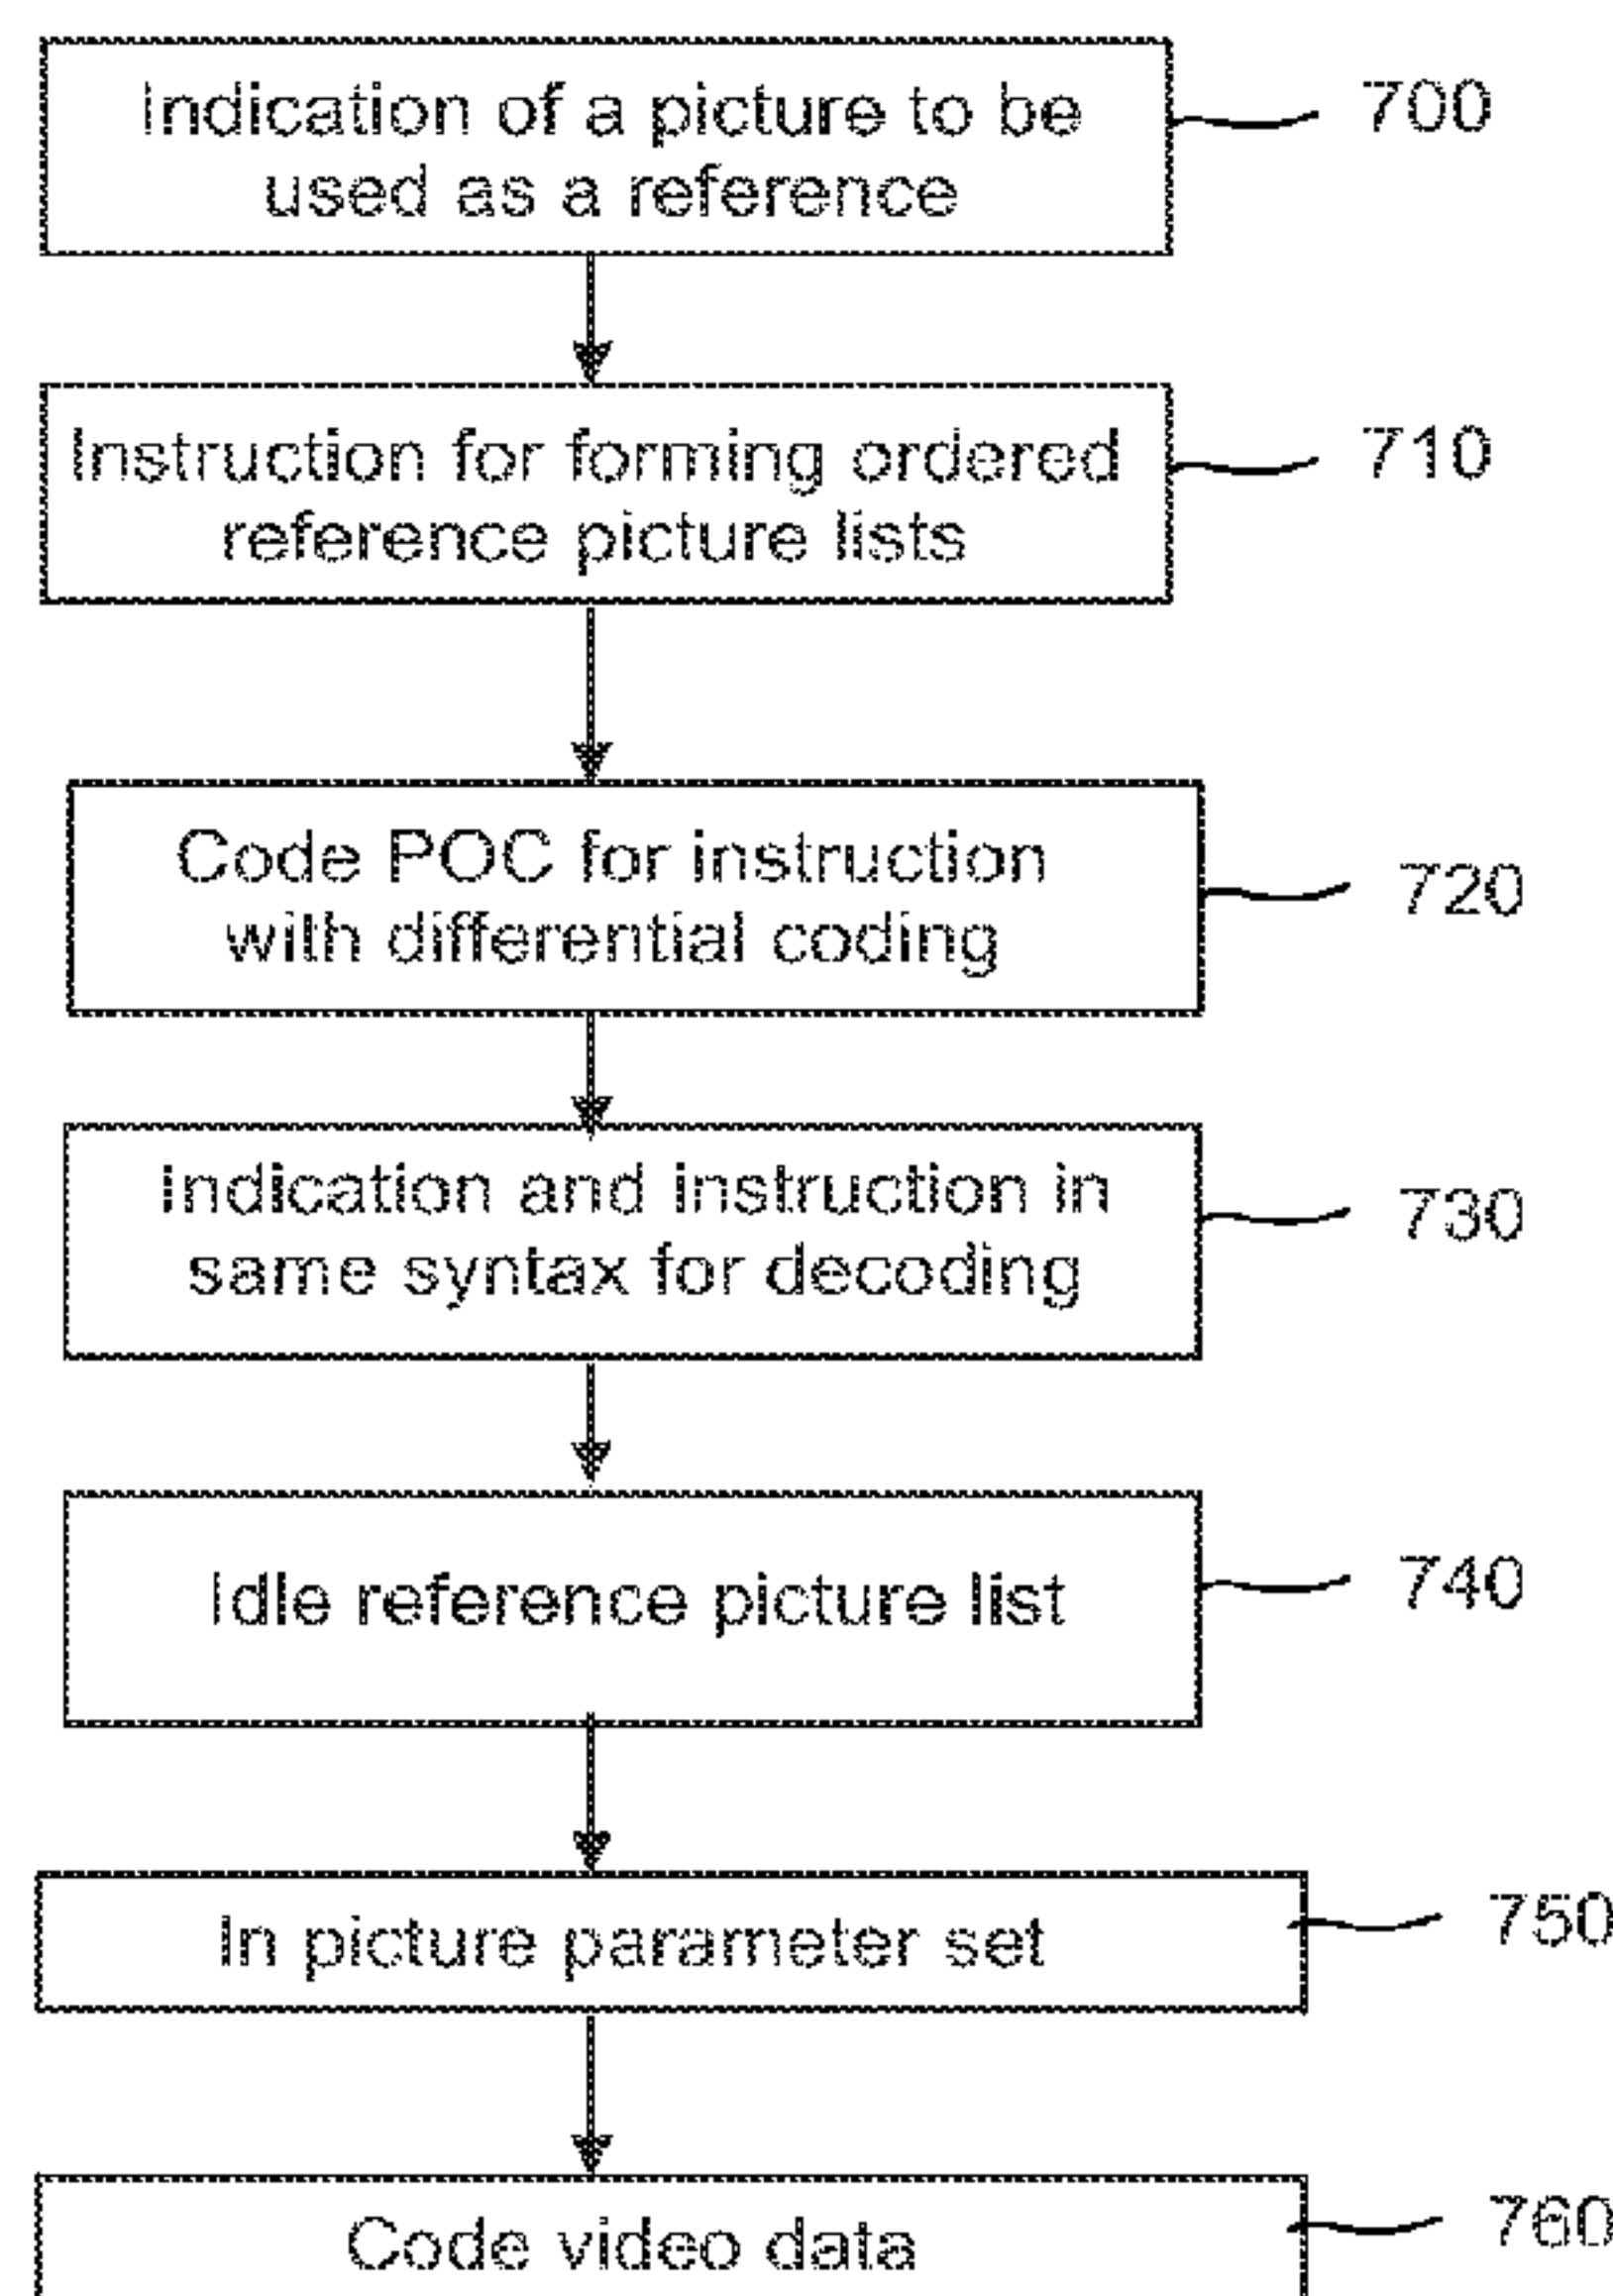 Indication of a picture to be
used as a reference
700
Instruction for forming ordered
reference picture lists
710
Code POC for instruction
with differential coding
720
Indication and instruction in
same syntax for decoding
730
Idle reference picture list
740
In picture parameter set
750
Code video data
760